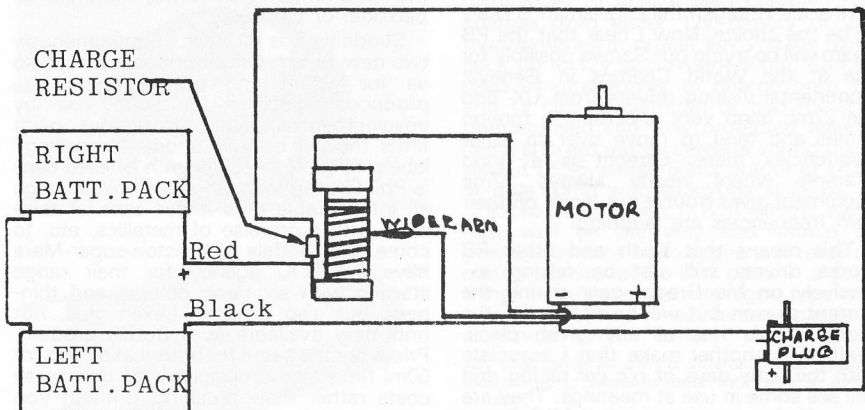 CHARGE
RESISTOR
RIGHT
BATT.PACK
WIPER ARM
MOTOR
Red
+
- +
Black
LEFT
BATT.PACK
CHARGE
PLUG
+